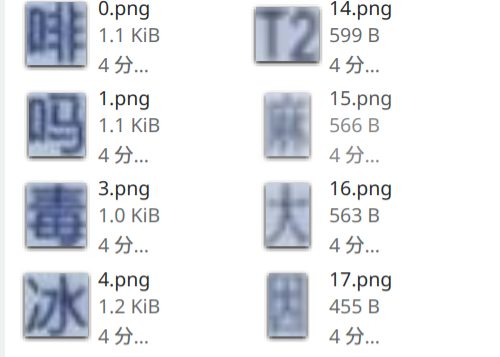 啡
0.png
1.1 KiB
4 分...
吗
1.png
1.1 KiB
4 分...
毒
3.png
1.0 KiB
4 分...
冰
4.png
1.2 KiB
4 分...
T2
14.png
599 B
4 分...
麻
15.png
566 B
4 分...
大
16.png
563 B
4 分...
17.png
455 B
4 分...